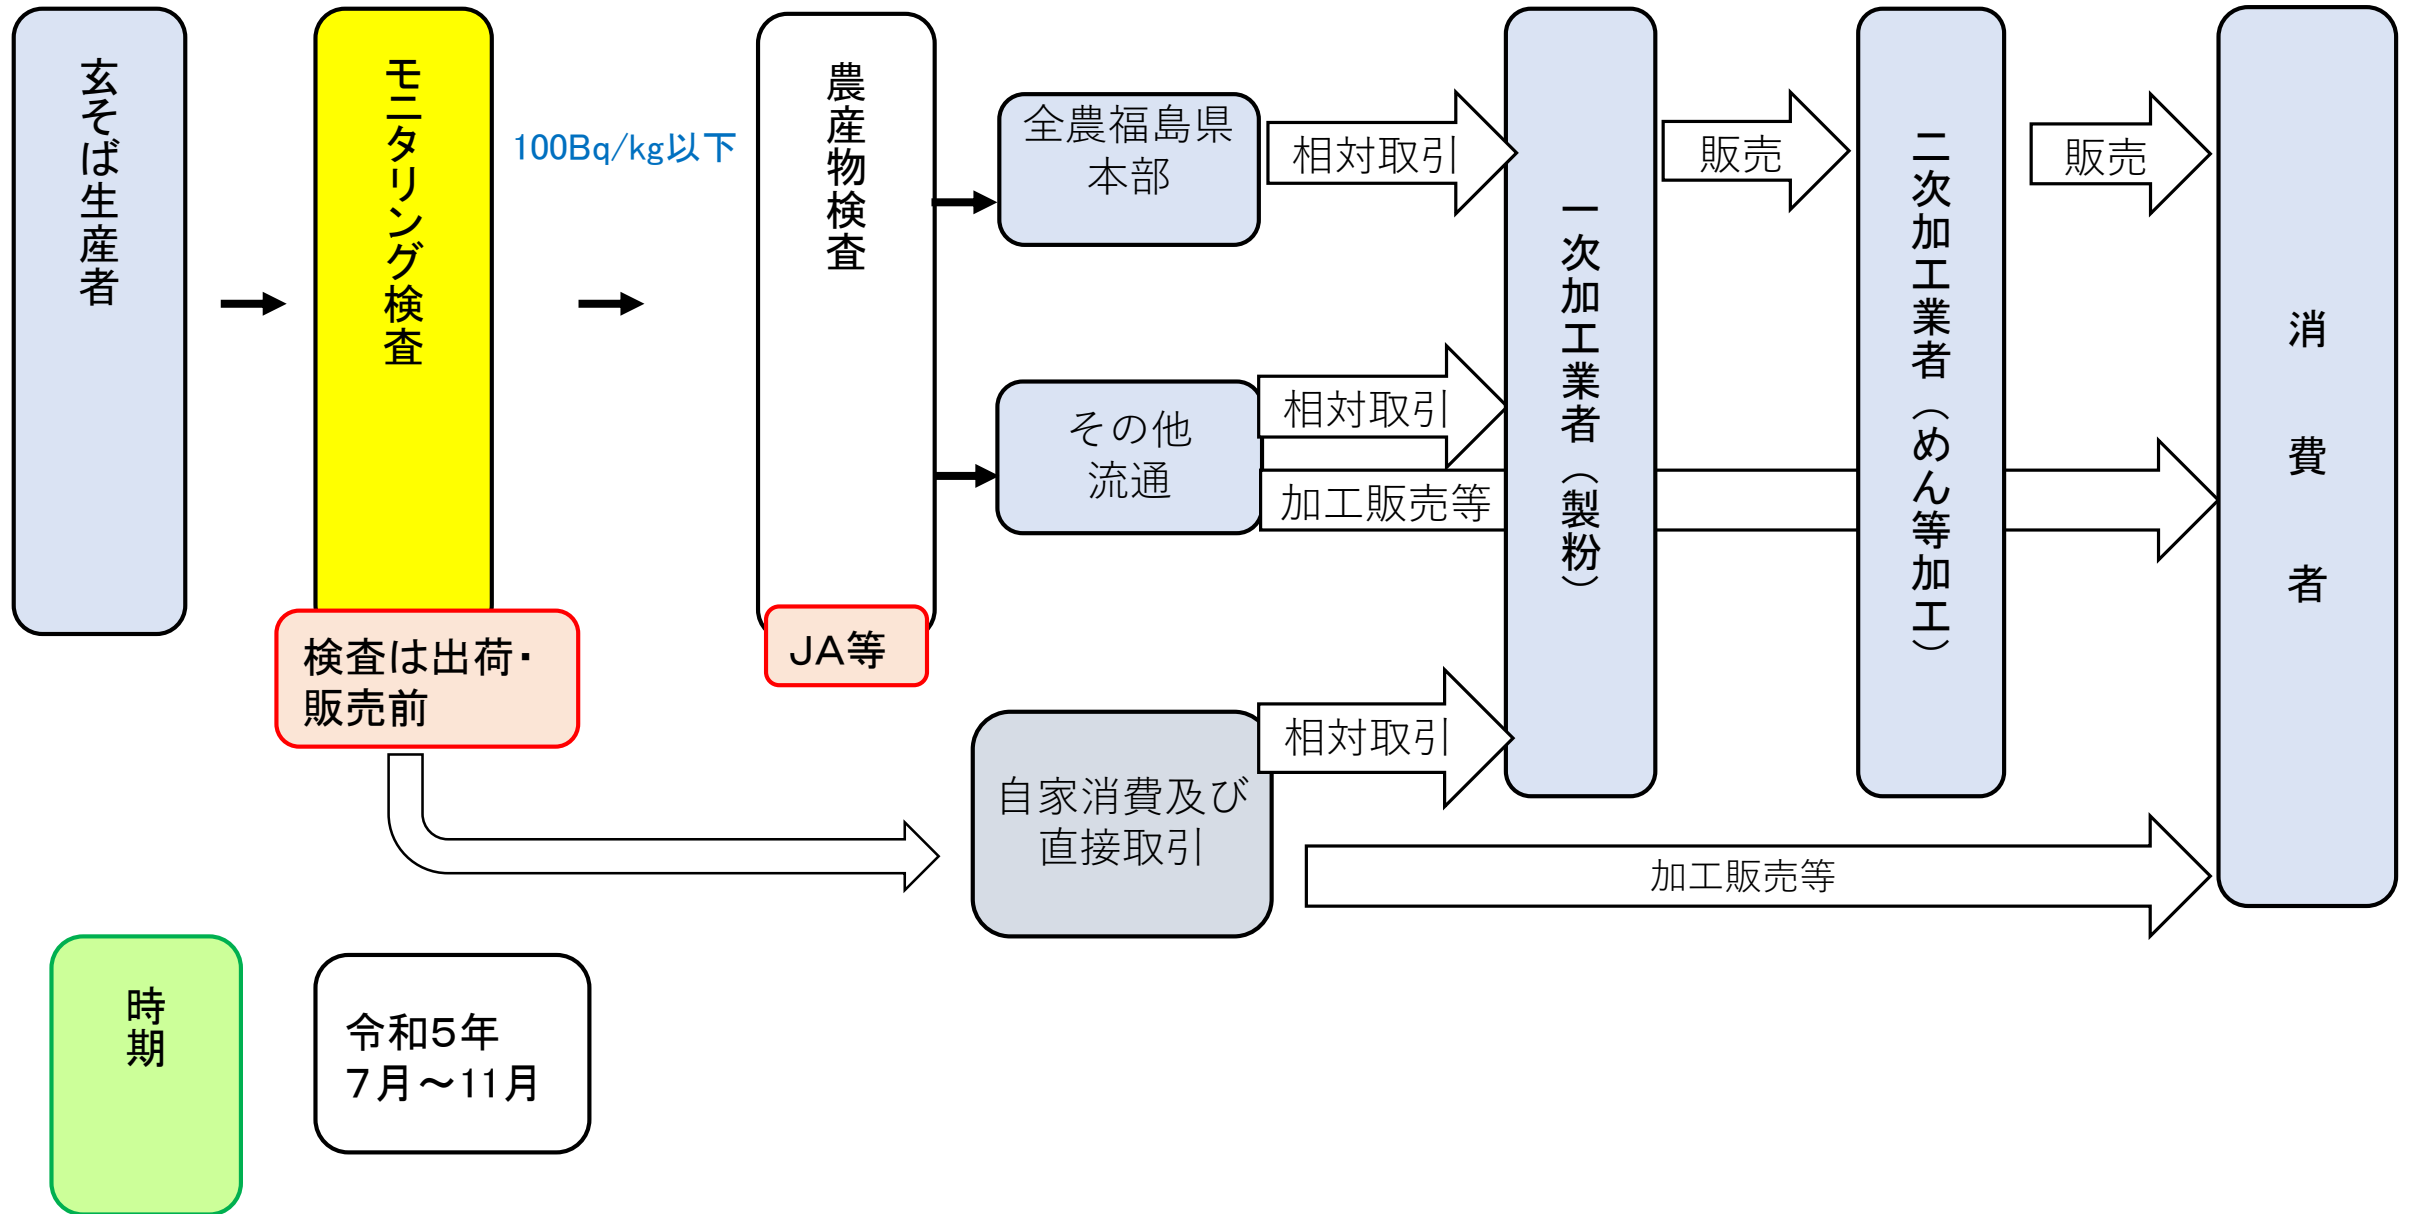 玄そば生産者
モニタリング検査
100Bq/kg以下
農産物検査
全農福島県
本部
相対取引
一次加工業者（製粉）
販売
二次加工業者（めん等加工）
販売
消費者
その他
流通
相対取引
加工販売等
検査は出荷・
販売前
JA等
自家消費及び
直接取引
相対取引
加工販売等
時期
令和5年
7月～11月